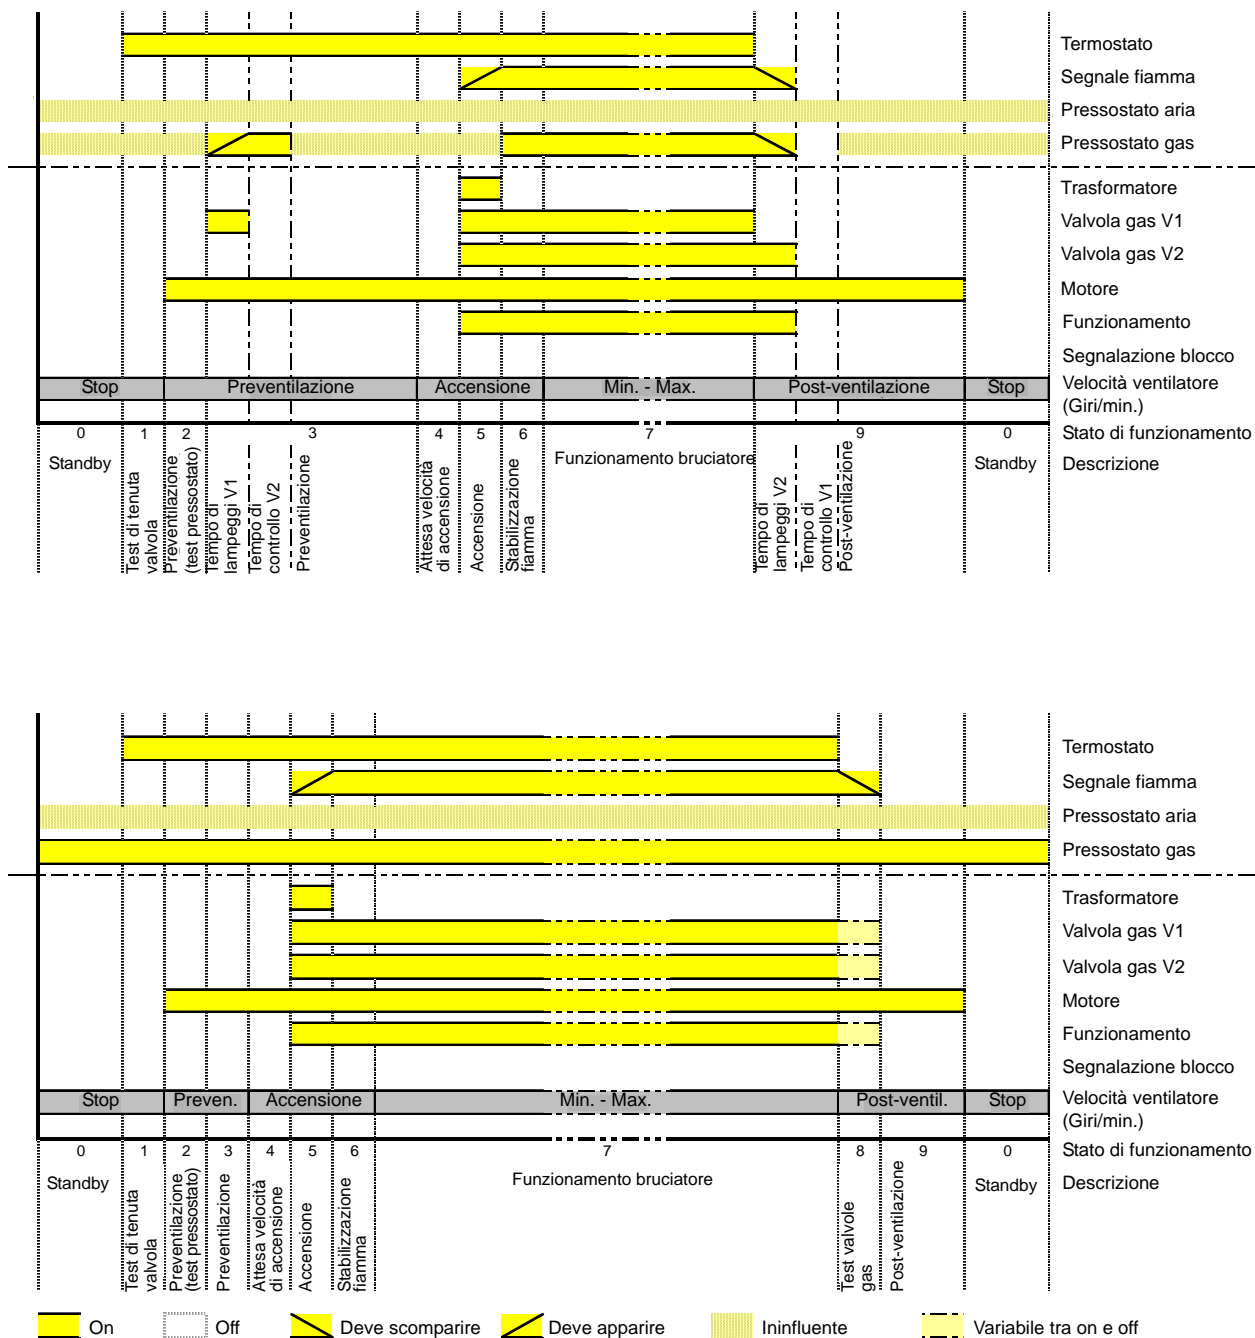 Termostato
Segnale fiamma
Pressostato aria
Pressostato gas
Trasformatore
Valvola gas V1
Valvola gas V2
Motore
Funzionamento
Segnalazione blocco
Stop Preventilazione Accensione Min. - Max. Post-ventilazione Stop Velocità ventilatore
(Giri/min.)
0 1 2 3 4 5 6 7 9 0 Stato di funzionamento
Standby Funzionamento bruciatore Standby Descrizione
Test di tenuta
valvola
Preventilazione
(test pressostato)
Tempo di
lampeggi V1
Tempo di
controllo V2
Preventilazione
Attesa velocità
di accensione
Accensione
Stabilizzazione
fiamma
Tempo di
lampeggi V2
Tempo di
controllo V1
Post-ventilazione
Termostato
Segnale fiamma
Pressostato aria
Pressostato gas
Trasformatore
Valvola gas V1
Valvola gas V2
Motore
Funzionamento
Segnalazione blocco
Stop Preven. Accensione Min. - Max. Post-ventil. Stop Velocità ventilatore
(Giri/min.)
0 1 2 3 4 5 6 7 8 9 0 Stato di funzionamento
Standby Funzionamento bruciatore Standby Descrizione
Test di tenuta
valvola
Preventilazione
(test pressostato)
Preventilazione
Attesa velocità
di accensione
Accensione
Stabilizzazione
fiamma
Test valvole
gas
Post-ventilazione
On Off Deve scomparire Deve apparire Ininfluente Variabile tra on e off